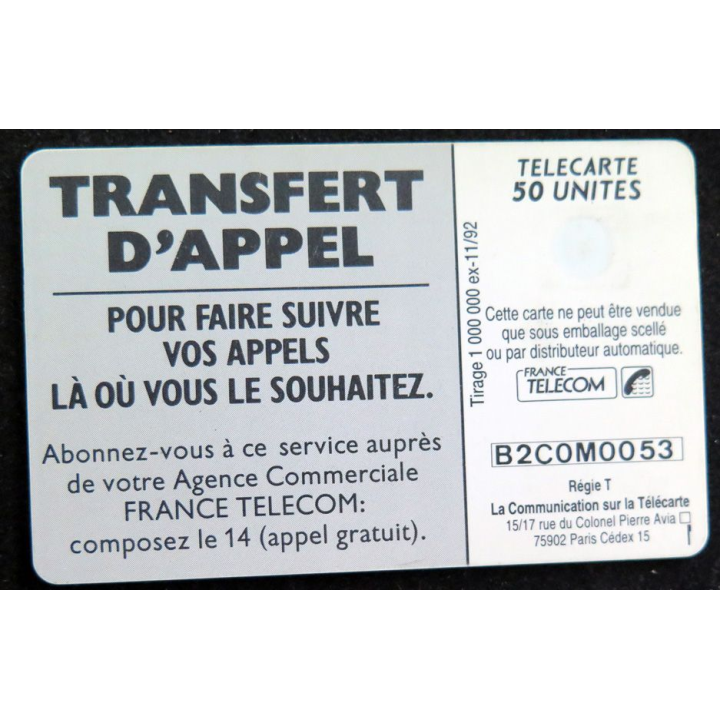 TRANSFERT
D'APPEL
POUR FAIRE SUIVRE
VOS APPELS
LÀ OÙ VOUS LE SOUHAITEZ.
Abonnez-vous à ce service auprès
de votre Agence Commerciale
FRANCE TELECOM:
composez le 14 (appel gratuit).
TELECARTE
50 UNITES
Tirage 1 000 000 ex-11/92
Cette carte ne peut être vendue
que sous emballage scellé
ou par distributeur automatique.
FRANCE
TELECOM
B2C0M0053
Régie T
La Communication sur la Télécarte
15/17 rue du Colonel Pierre Avia
75902 Paris Cédex 15